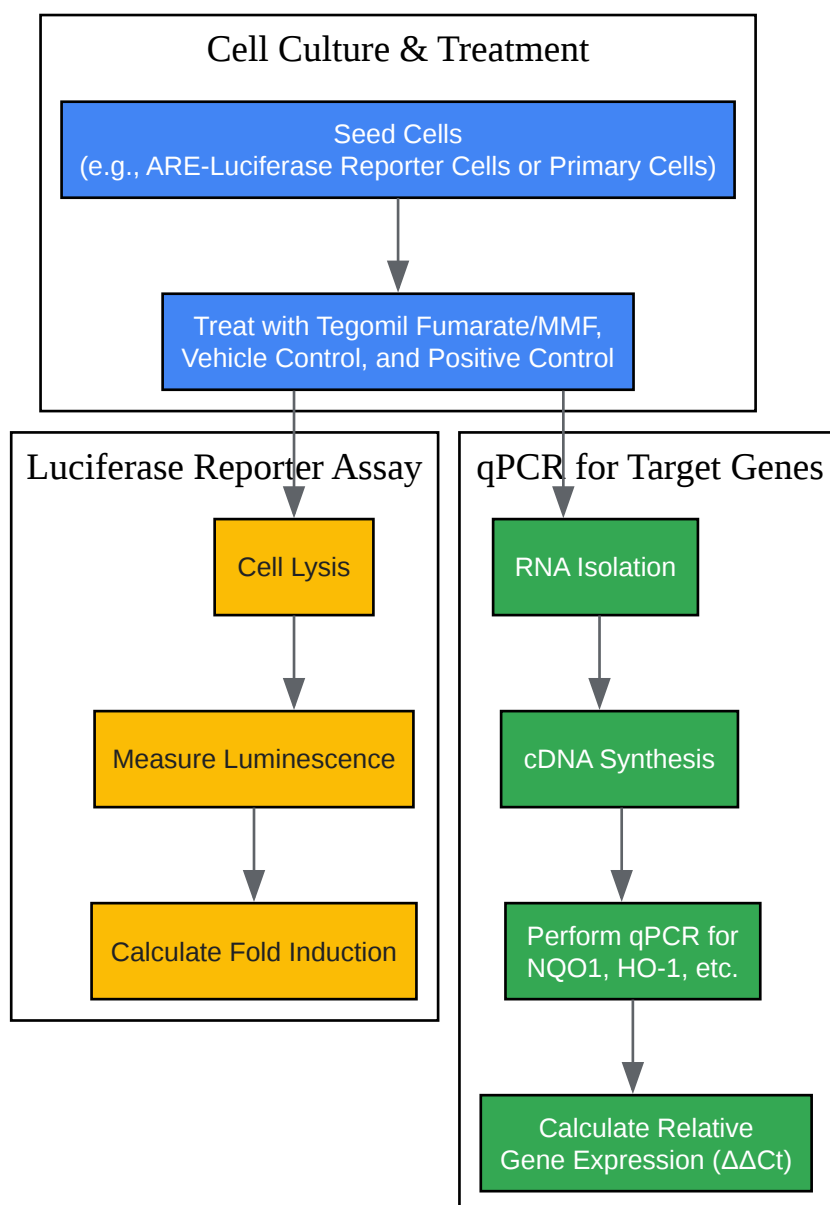 Cell Culture & Treatment
Seed Cells
(e.g., ARE-Luciferase Reporter Cells or Primary Cells)
Treat with Tegomil Fumarate/MMF,
Vehicle Control, and Positive Control
Luciferase Reporter Assay
Cell Lysis
Measure Luminescence
Calculate Fold Induction
qPCR for Target Genes
RNA Isolation
cDNA Synthesis
Perform qPCR for
NQO1, HO-1, etc.
Calculate Relative
Gene Expression (ΔΔCt)